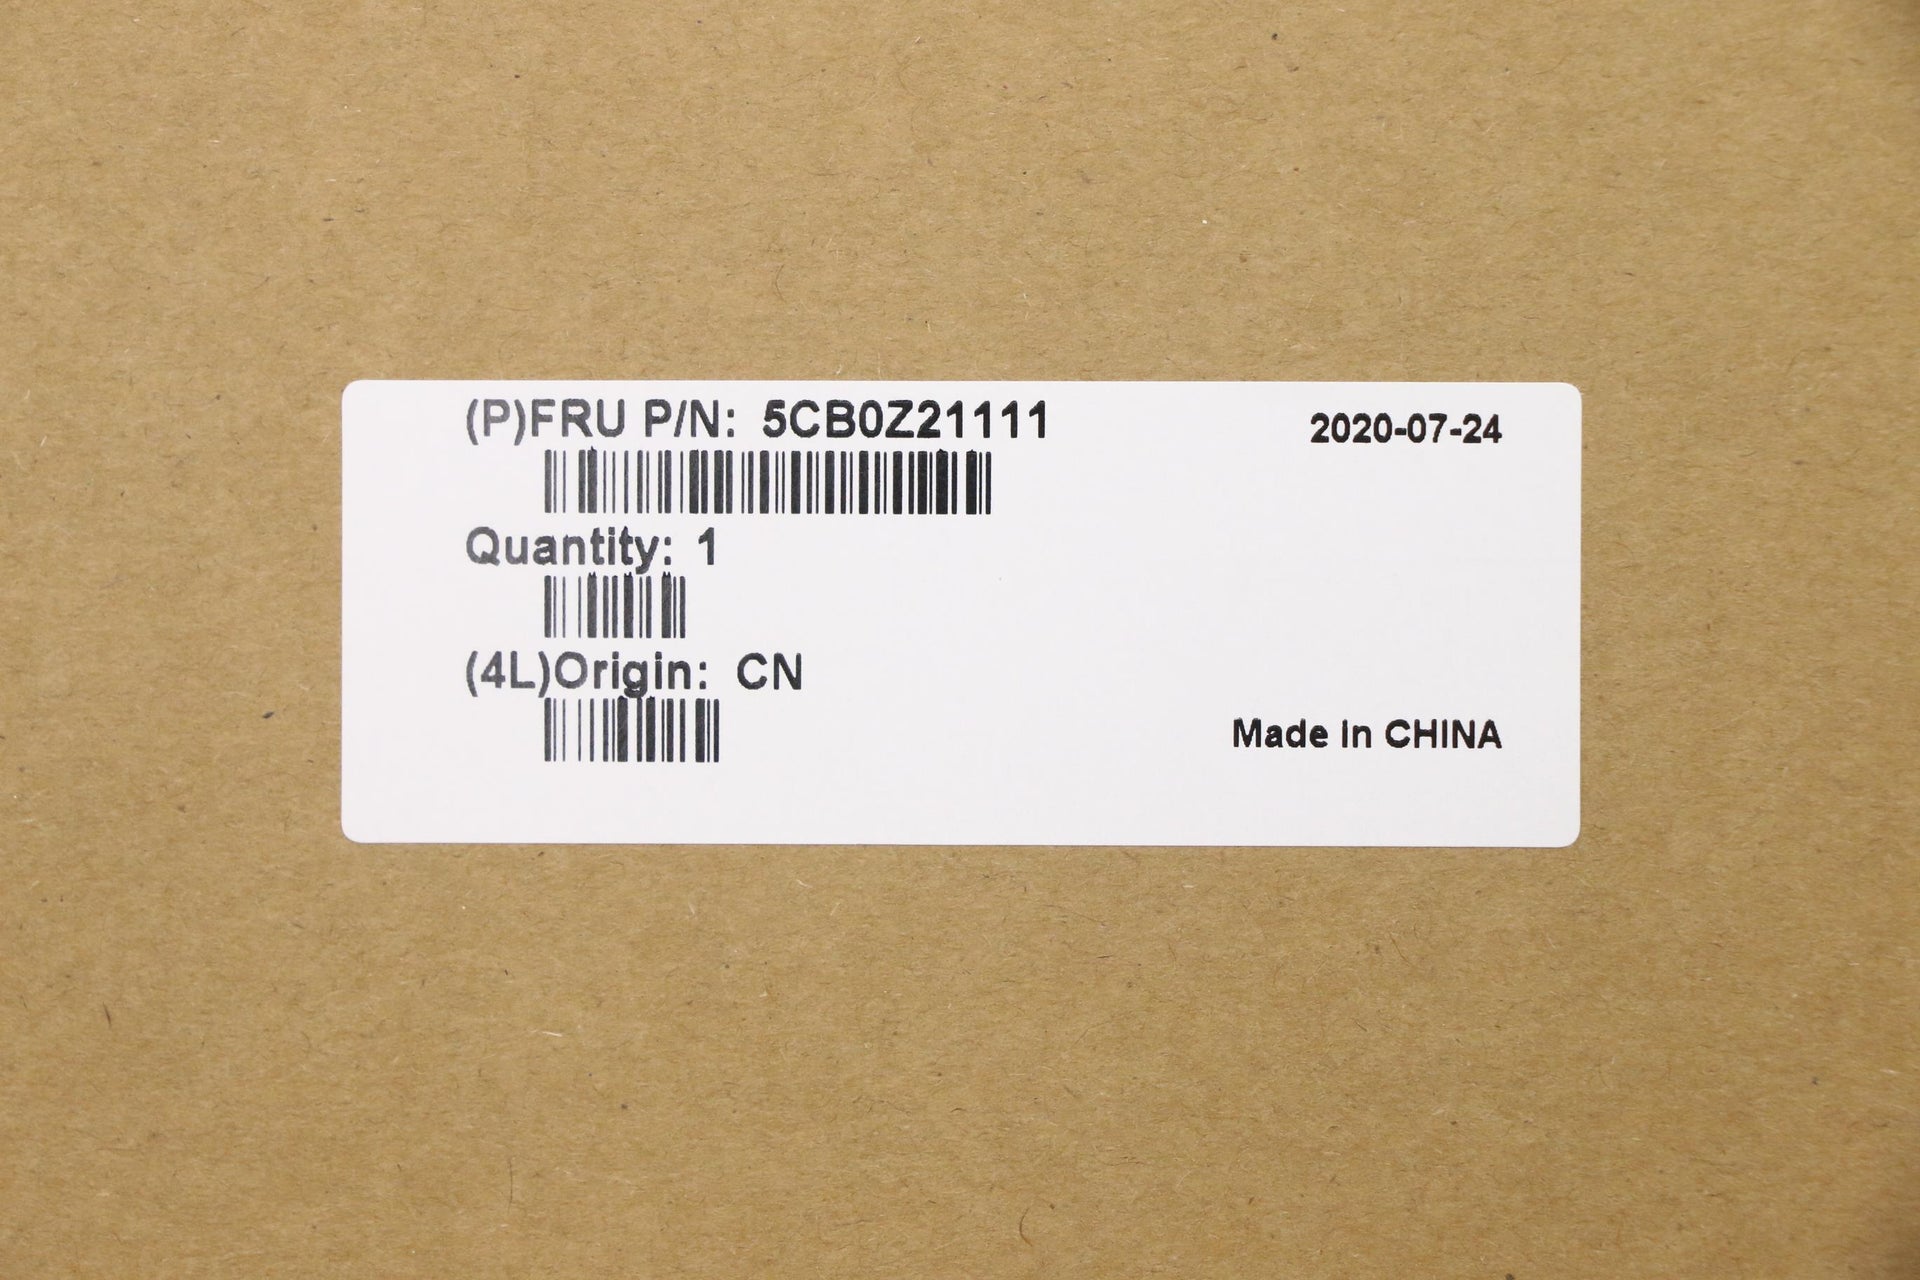 (P)FRU P/N: 5CB0Z21111
2020-07-24
Quantity: 1
(4L)Origin: CN
Made In CHINA